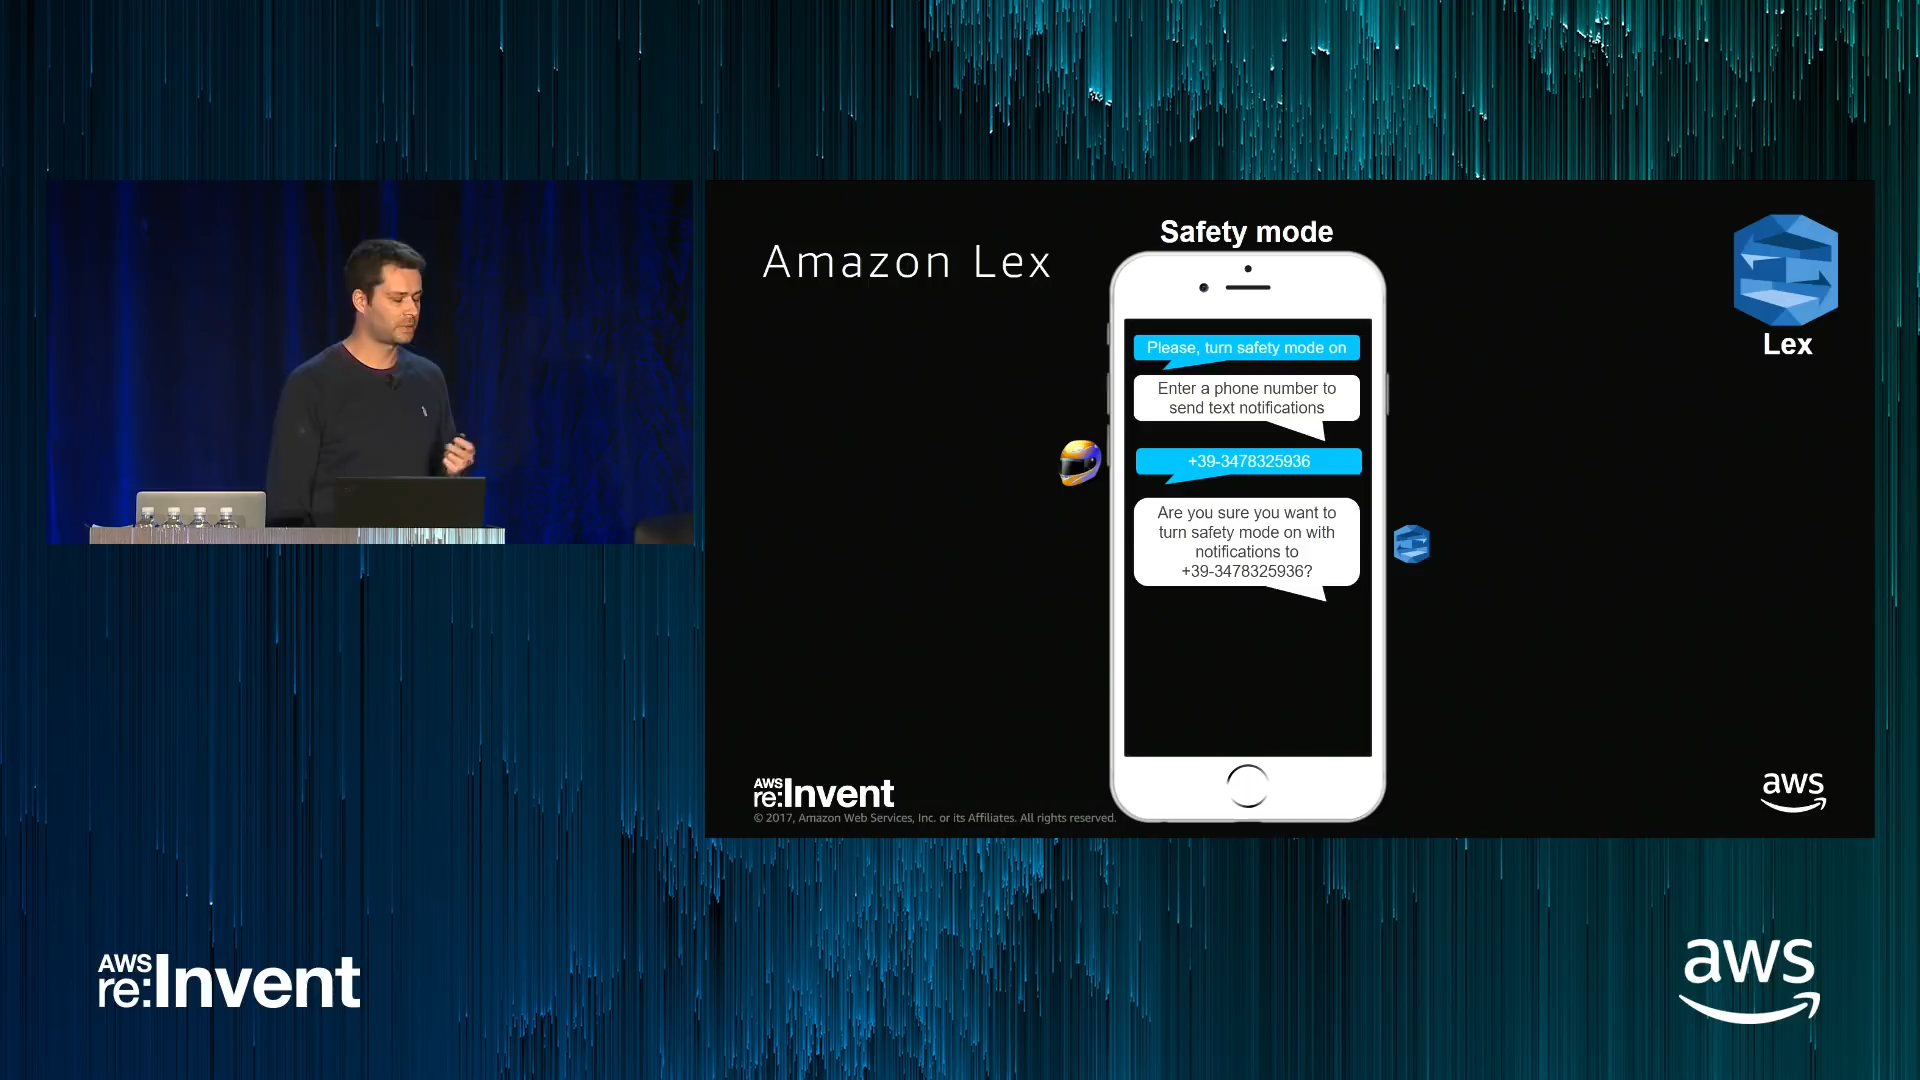 Amazon Lex
Safety mode
Lex
Please, turn safety mode on
Enter a phone number to
send text notifications
+39-3478325936
Are you sure you want to
turn safety mode on with
notifications to
+39-3478325936?
AWS
re:Invent
© 2017, Amazon Web Services, Inc. or its Affiliates. All rights reserved.
aws
AWS
re:Invent
aws